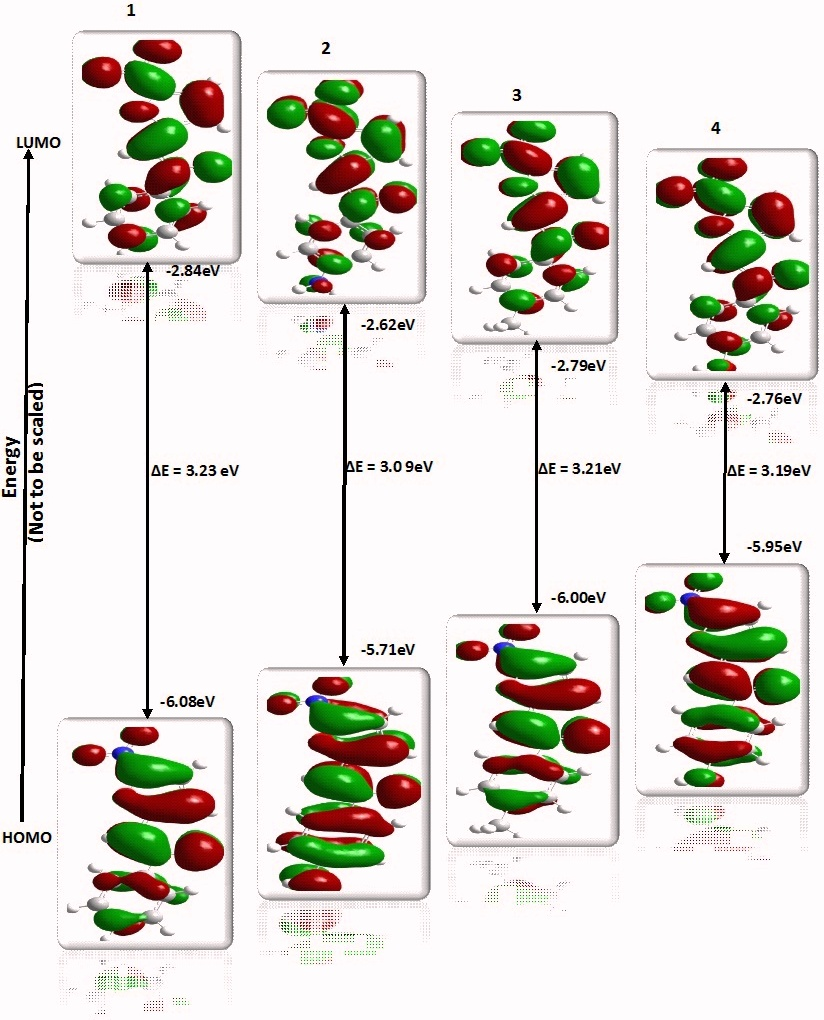 1
2
3
4
LUMO
-2.84eV
-2.62eV
-2.79eV
-2.76eV
Energy
(Not to be scaled)
ΔE = 3.23 eV
ΔE = 3.0 9eV
ΔE = 3.21eV
ΔE = 3.19eV
-5.95eV
-6.00eV
-5.71eV
-6.08eV
HOMO